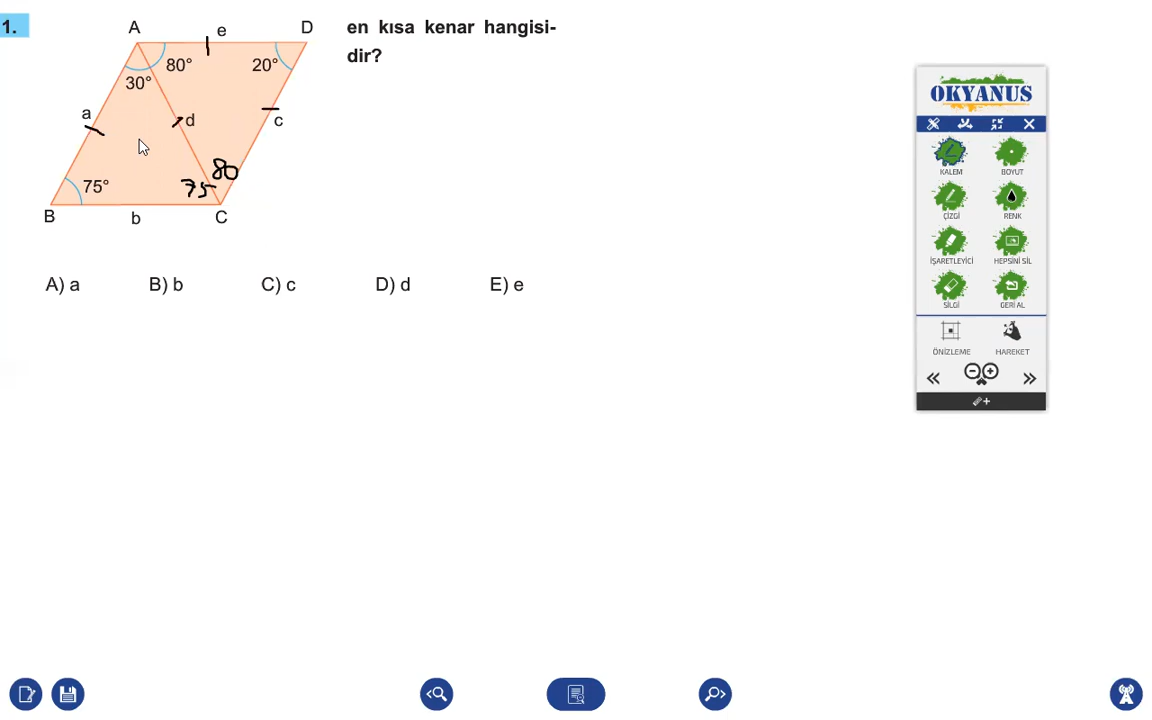 1.
en kısa kenar hangisi-
dir?
A
e
D
80°
20°
30°
a
d
c
80
75°
75
B
b
C
A) a B) b C) c D) d E) e
OKYANUS
KALEM BOYUT
ÇİZGİ RENK
İŞARETLEYİCİ HEPSİNİ SİL
SİLGİ GERİ AL
ÖNİZLEME HAREKET